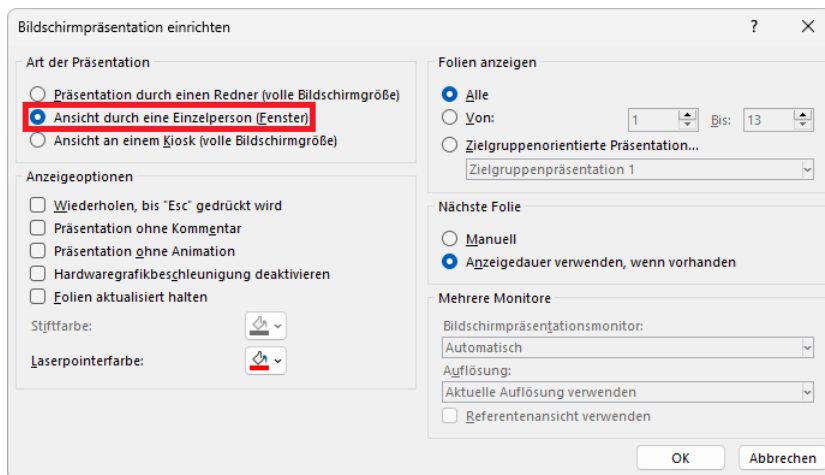 Bildschirmpräsentation einrichten
Art der Präsentation
Präsentation durch einen Redner (volle Bildschirmgröße)
Ansicht durch eine Einzelperson (Fenster)
Ansicht an einem Kiosk (volle Bildschirmgröße)
Anzeigeoptionen
Wiederholen, bis "Esc" gedrückt wird
Präsentation ohne Kommentar
Präsentation ohne Animation
Hardwaregrafikbeschleunigung deaktivieren
Folien aktualisiert halten
Stiftfarbe:
Laserpointerfarbe:
Folien anzeigen
Alle
Von: 1 Bis: 13
Zielgruppenorientierte Präsentation...
Zielgruppenpräsentation 1
Nächste Folie
Manuell
Anzeigedauer verwenden, wenn vorhanden
Mehrere Monitore
Bildschirmpräsentationsmonitor:
Automatisch
Auflösung:
Aktuelle Auflösung verwenden
Referentenansicht verwenden
OK Abbrechen